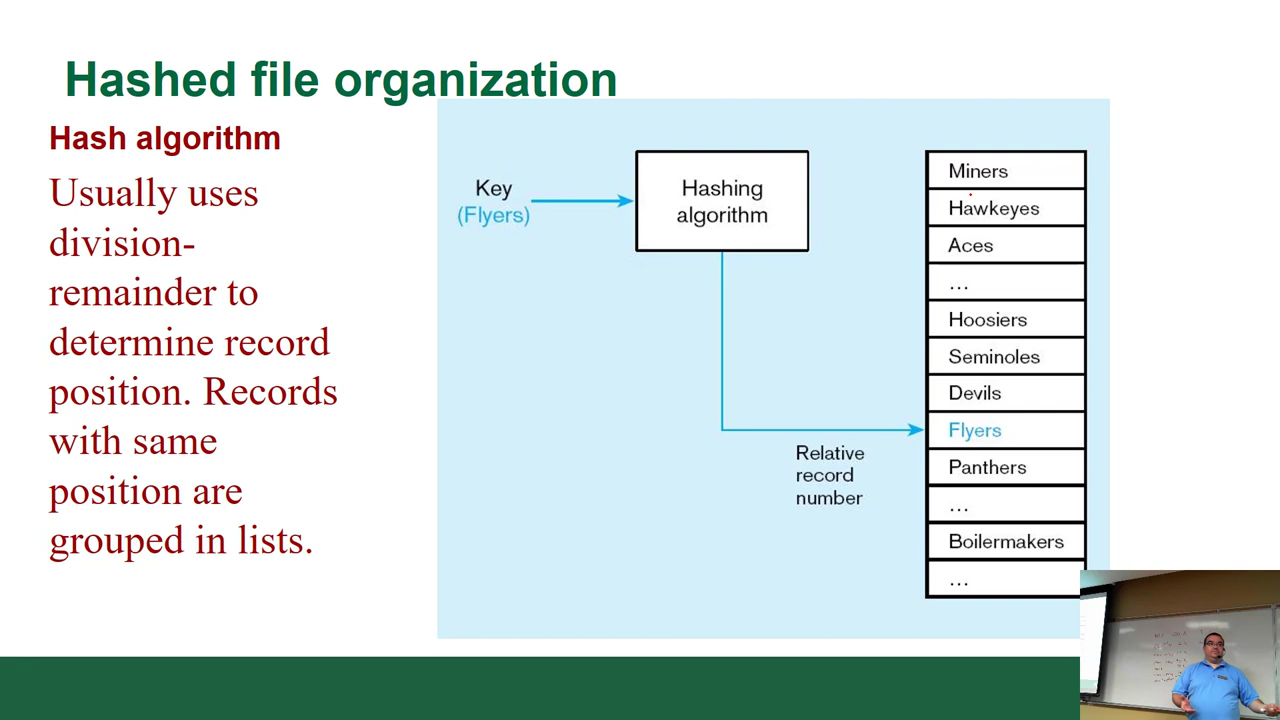 Hashed file organization
Hash algorithm
Usually uses
division-
remainder to
determine record
position. Records
with same
position are
grouped in lists.
Key
(Flyers)
Hashing
algorithm
Relative
record
number
Miners
Hawkeyes
Aces
...
Hoosiers
Seminoles
Devils
Flyers
Panthers
...
Boilermakers
...